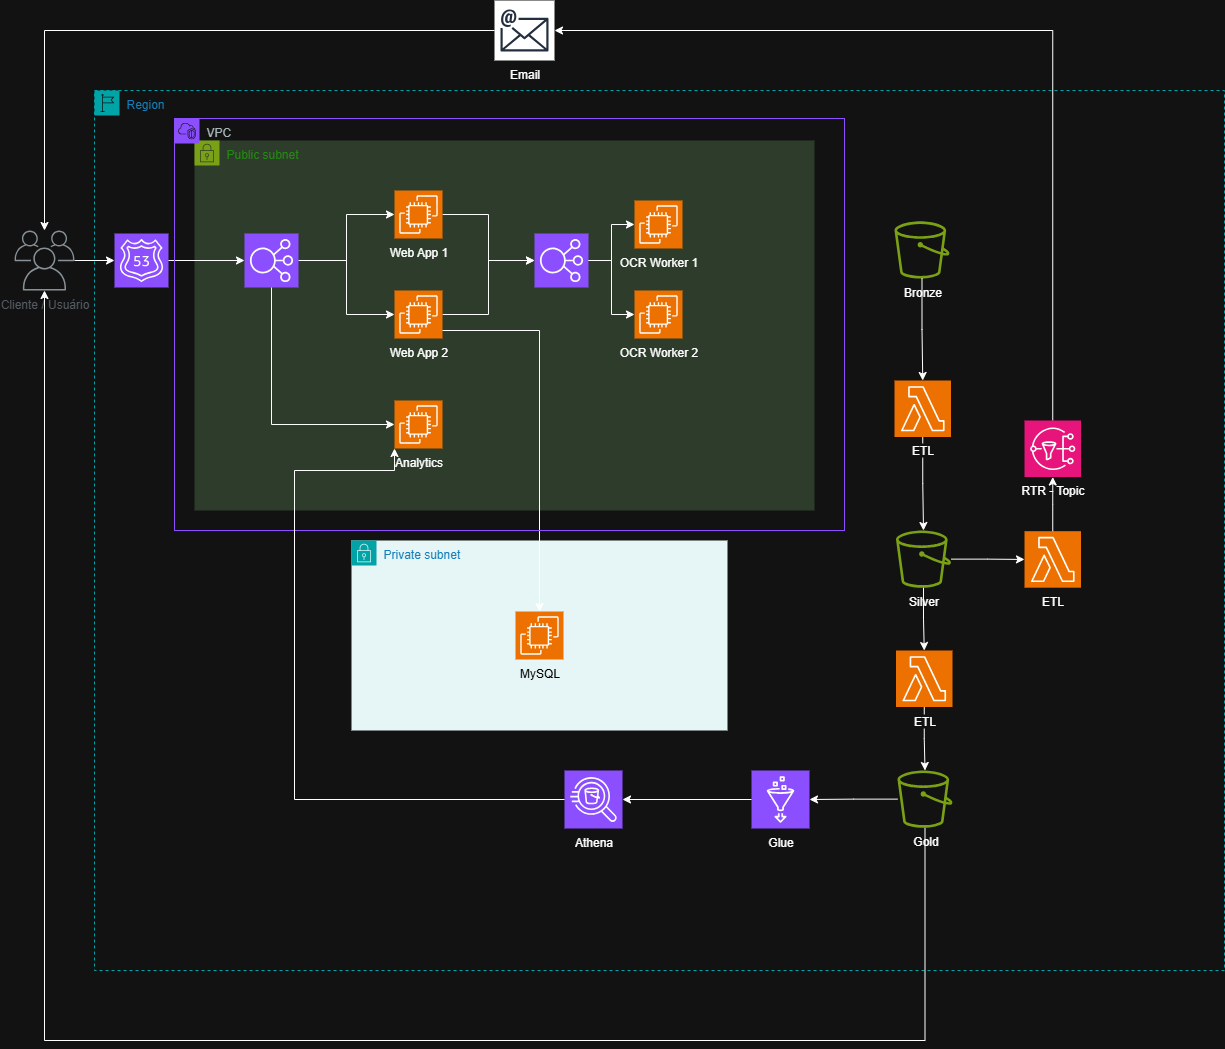 @
Email
Region
VPC
Public subnet
Web App 1
OCR Worker 1
53
Cliente / Usuário
Bronze
Web App 2
OCR Worker 2
ETL
Analytics
RTR - Topic
Private subnet
Silver
ETL
MySQL
ETL
Athena
Glue
Gold